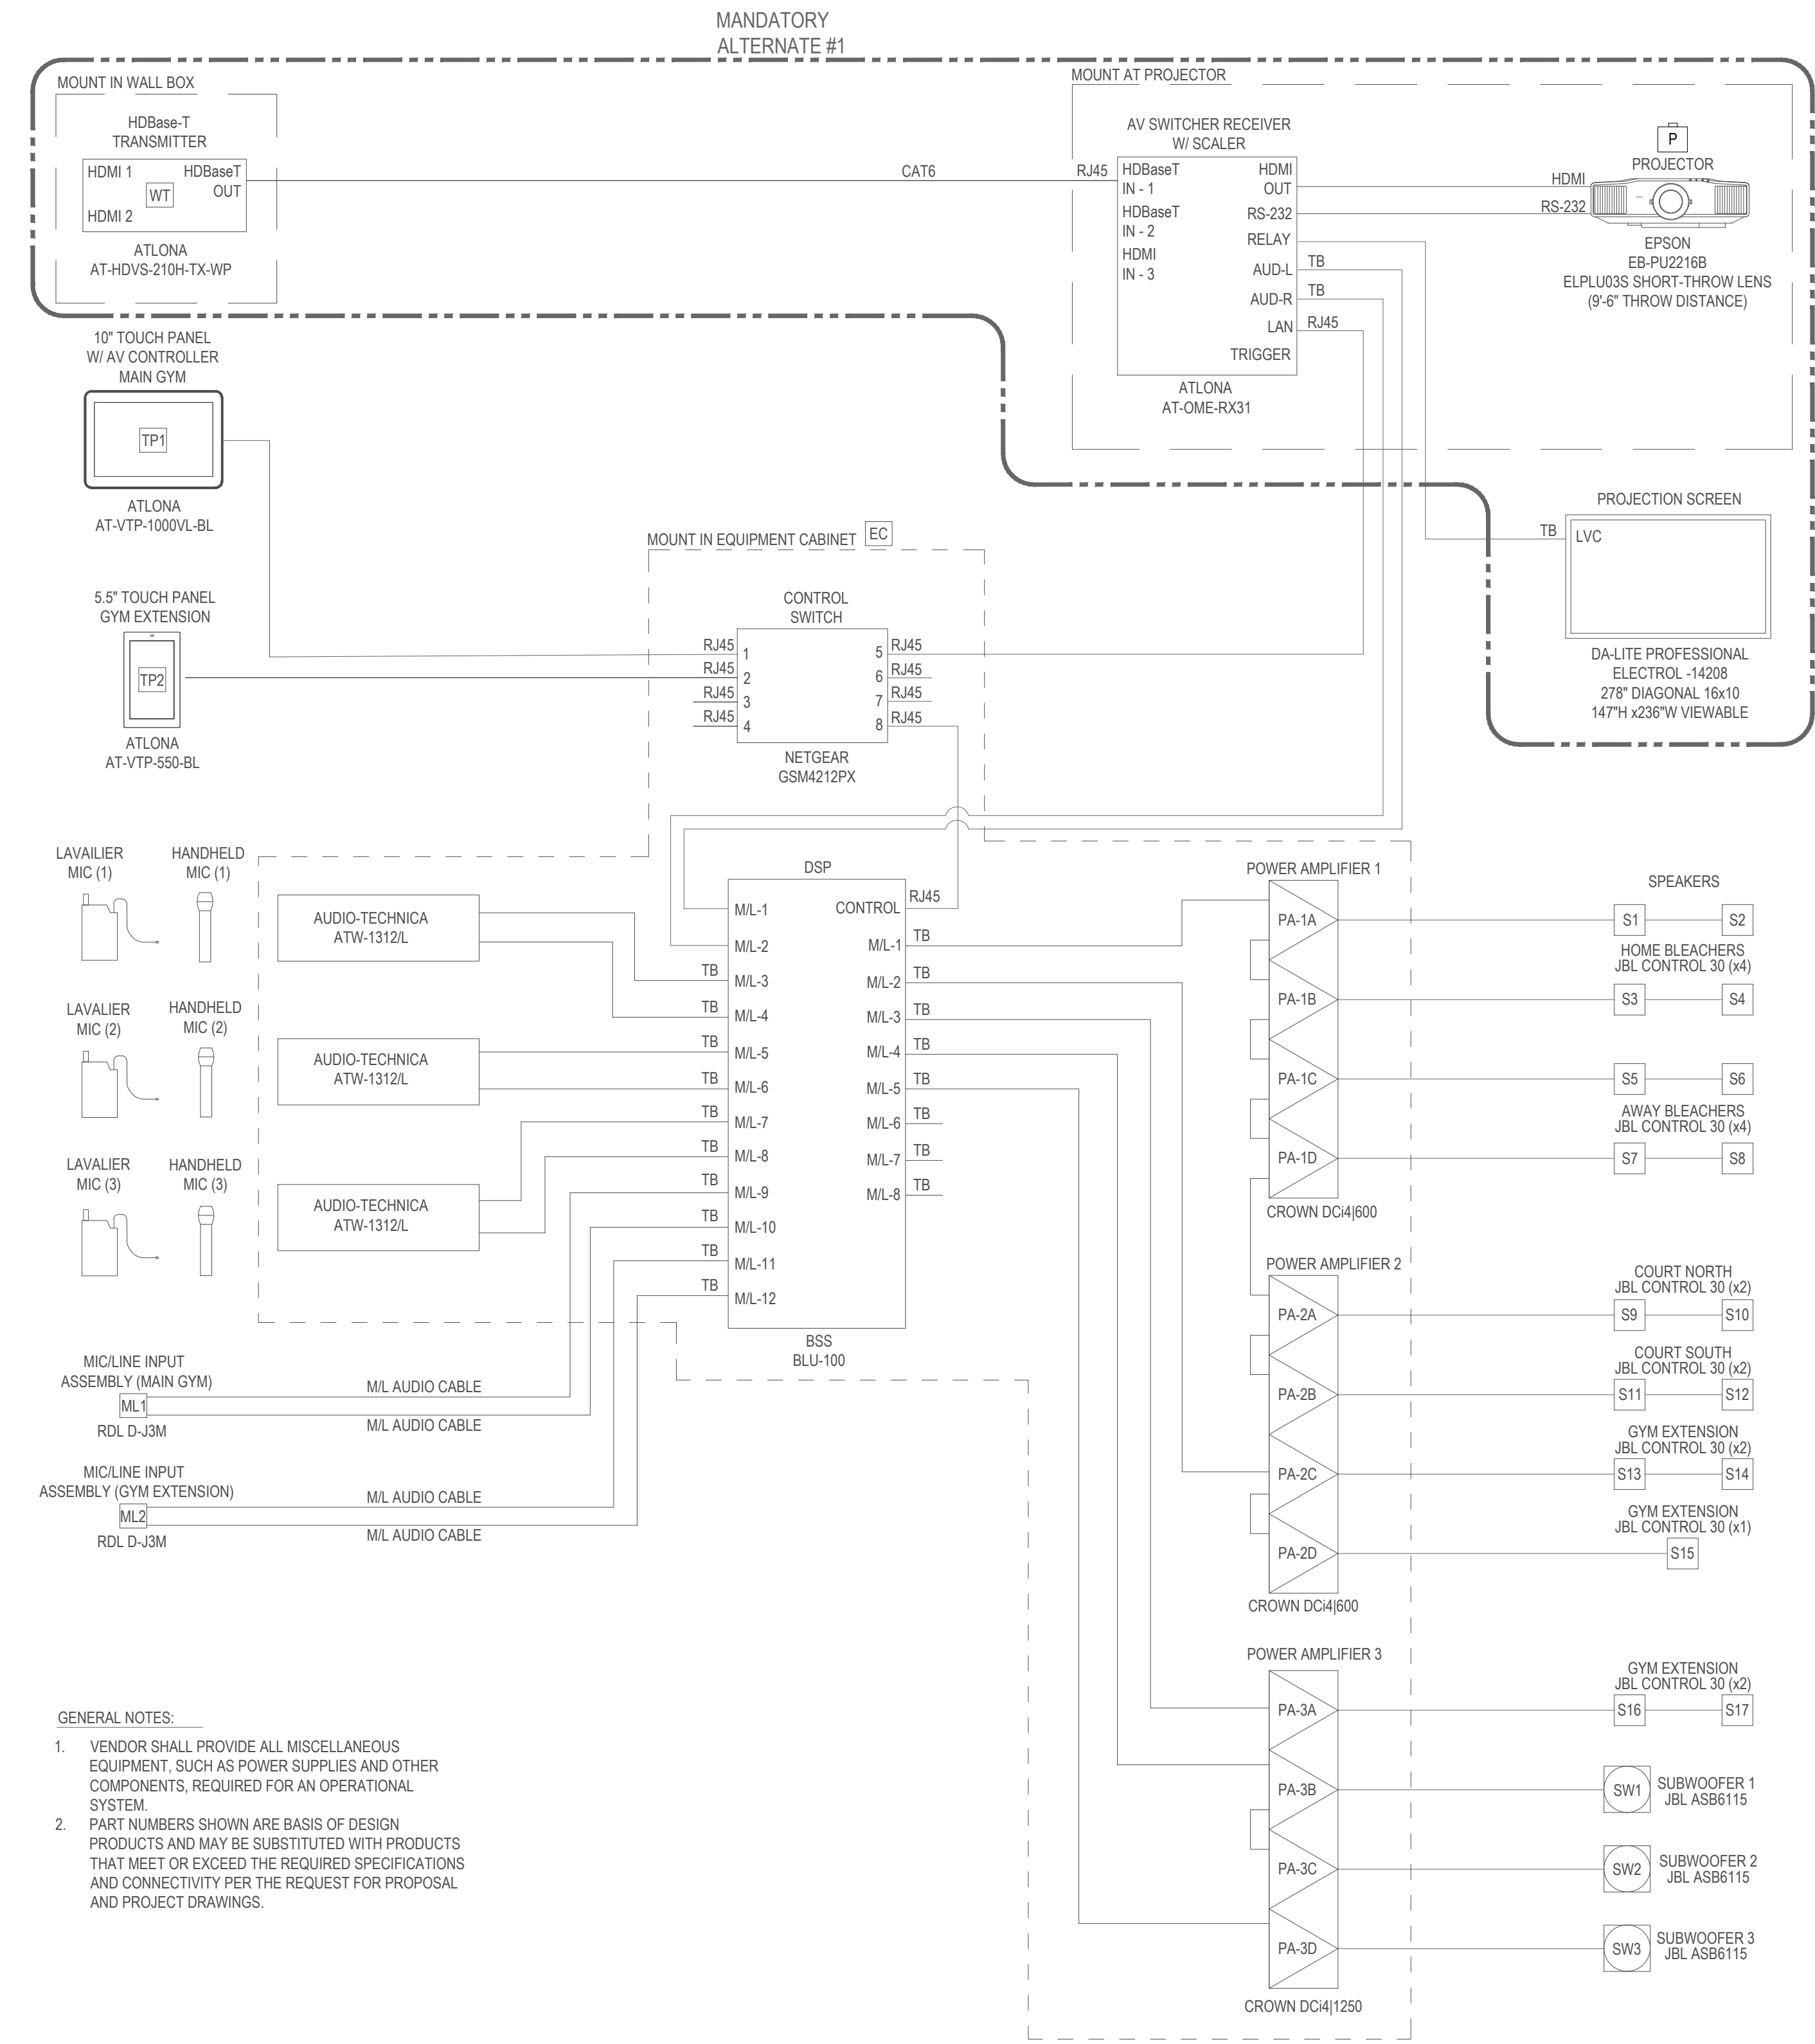 MANDATORY
ALTERNATE #1
MOUNT IN WALL BOX
HDBase-T
TRANSMITTER
HDMI 1
HDBaseT
OUT
WT
HDMI 2
ATLONA
AT-HDVS-210H-TX-WP
CAT6
MOUNT AT PROJECTOR
AV SWITCHER RECEIVER
W/ SCALER
RJ45
HDBaseT
IN - 1
HDBaseT
IN - 2
HDMI
IN - 3
HDMI
OUT
RS-232
RELAY
AUD-L
TB
AUD-R
TB
LAN
RJ45
TRIGGER
ATLONA
AT-OME-RX31
P
PROJECTOR
HDMI
RS-232
EPSON
EB-PU2216B
ELPLU03S SHORT-THROW LENS
(9'-6" THROW DISTANCE)
10" TOUCH PANEL
W/ AV CONTROLLER
MAIN GYM
TP1
ATLONA
AT-VTP-1000VL-BL
5.5" TOUCH PANEL
GYM EXTENSION
TP2
ATLONA
AT-VTP-550-BL
PROJECTION SCREEN
TB
LVC
DA-LITE PROFESSIONAL
ELECTROL -14208
278" DIAGONAL 16x10
147"H x236"W VIEWABLE
MOUNT IN EQUIPMENT CABINET
EC
CONTROL
SWITCH
RJ45 1
RJ45 2
RJ45 3
RJ45 4
5 RJ45
6 RJ45
7 RJ45
8 RJ45
NETGEAR
GSM4212PX
LAVAILIER
MIC (1)
HANDHELD
MIC (1)
AUDIO-TECHNICA
ATW-1312/L
LAVALIER
MIC (2)
HANDHELD
MIC (2)
AUDIO-TECHNICA
ATW-1312/L
LAVALIER
MIC (3)
HANDHELD
MIC (3)
AUDIO-TECHNICA
ATW-1312/L
DSP
M/L-1
M/L-2
TB M/L-3
TB M/L-4
TB M/L-5
TB M/L-6
TB M/L-7
TB M/L-8
TB M/L-9
TB M/L-10
TB M/L-11
TB M/L-12
CONTROL RJ45
M/L-1 TB
M/L-2 TB
M/L-3 TB
M/L-4 TB
M/L-5 TB
M/L-6 TB
M/L-7 TB
M/L-8 TB
BSS
BLU-100
MIC/LINE INPUT
ASSEMBLY (MAIN GYM)
ML1
RDL D-J3M
M/L AUDIO CABLE
M/L AUDIO CABLE
MIC/LINE INPUT
ASSEMBLY (GYM EXTENSION)
ML2
RDL D-J3M
M/L AUDIO CABLE
M/L AUDIO CABLE
POWER AMPLIFIER 1
PA-1A
PA-1B
PA-1C
PA-1D
CROWN DCi4|600
POWER AMPLIFIER 2
PA-2A
PA-2B
PA-2C
PA-2D
CROWN DCi4|600
POWER AMPLIFIER 3
PA-3A
PA-3B
PA-3C
PA-3D
CROWN DCi4|1250
SPEAKERS
S1 S2
HOME BLEACHERS
JBL CONTROL 30 (x4)
S3 S4
S5 S6
AWAY BLEACHERS
JBL CONTROL 30 (x4)
S7 S8
COURT NORTH
JBL CONTROL 30 (x2)
S9 S10
COURT SOUTH
JBL CONTROL 30 (x2)
S11 S12
GYM EXTENSION
JBL CONTROL 30 (x2)
S13 S14
GYM EXTENSION
JBL CONTROL 30 (x1)
S15
GYM EXTENSION
JBL CONTROL 30 (x2)
S16 S17
SW1
SUBWOOFER 1
JBL ASB6115
SW2
SUBWOOFER 2
JBL ASB6115
SW3
SUBWOOFER 3
JBL ASB6115
GENERAL NOTES:
1. VENDOR SHALL PROVIDE ALL MISCELLANEOUS
EQUIPMENT, SUCH AS POWER SUPPLIES AND OTHER
COMPONENTS, REQUIRED FOR AN OPERATIONAL
SYSTEM.
2. PART NUMBERS SHOWN ARE BASIS OF DESIGN
PRODUCTS AND MAY BE SUBSTITUTED WITH PRODUCTS
THAT MEET OR EXCEED THE REQUIRED SPECIFICATIONS
AND CONNECTIVITY PER THE REQUEST FOR PROPOSAL
AND PROJECT DRAWINGS.